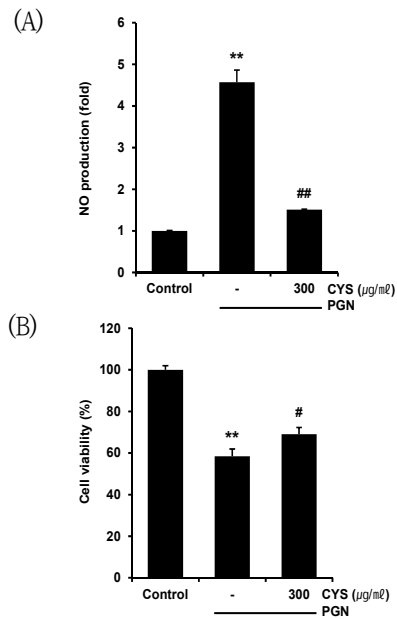 (A)
NO production (fold)
6
5
4
3
2
1
0
**
##
Control - 300 CYS (㎍/㎖)
PGN
(B)
Cell viability (%)
120
100
80
60
40
20
0
**
#
Control - 300 CYS (㎍/㎖)
PGN